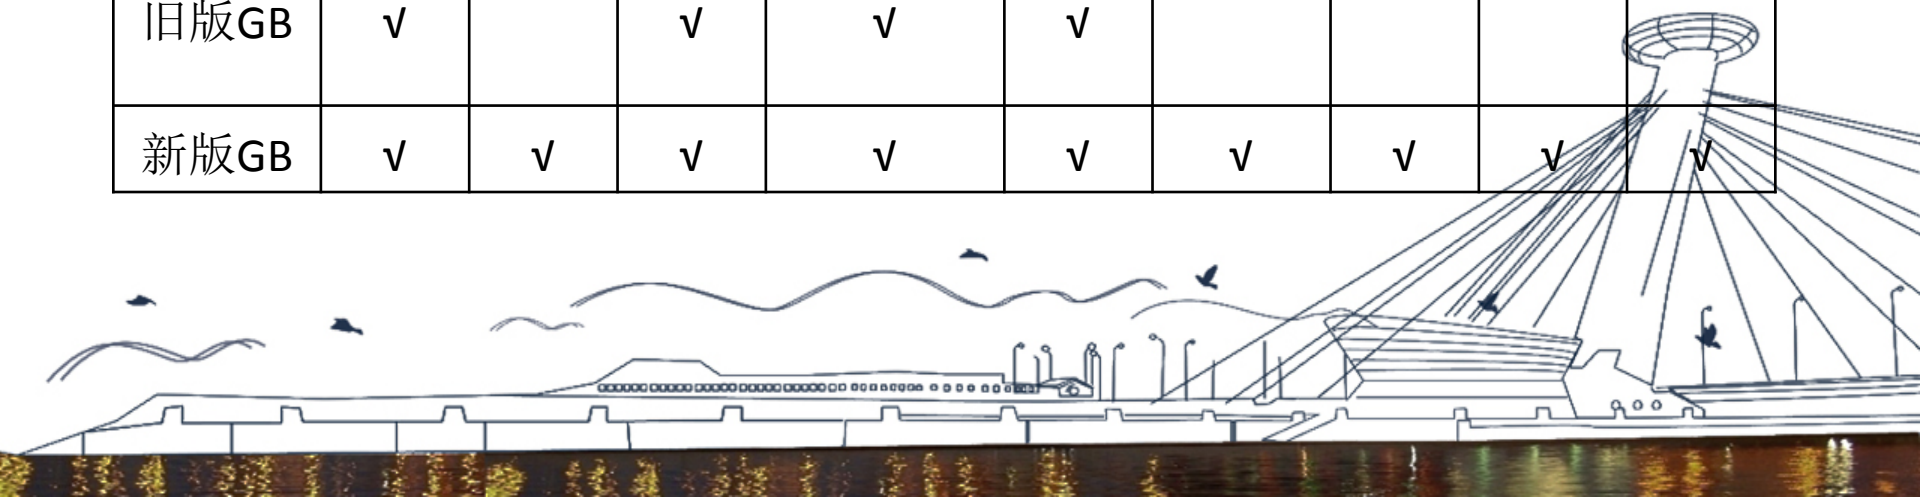 旧版GB √ √ √ √
新版GB √ √ √ √ √ √ √ √ √